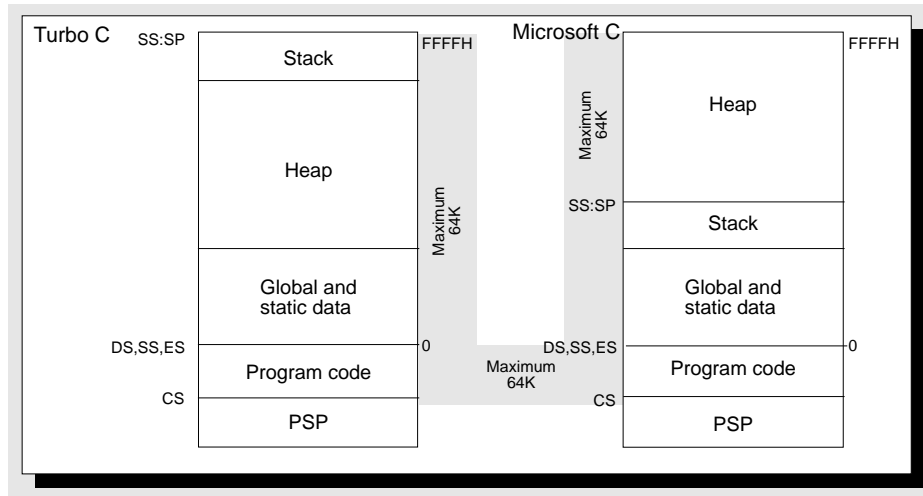 Turbo C
SS:SP
FFFFH
Stack
Heap
Maximum
64K
Global and
static data
DS,SS,ES
0
Program code
CS
PSP
Maximum
64K
Microsoft C
FFFFH
Heap
Maximum
64K
SS:SP
Stack
Global and
static data
DS,SS,ES
0
Program code
CS
PSP